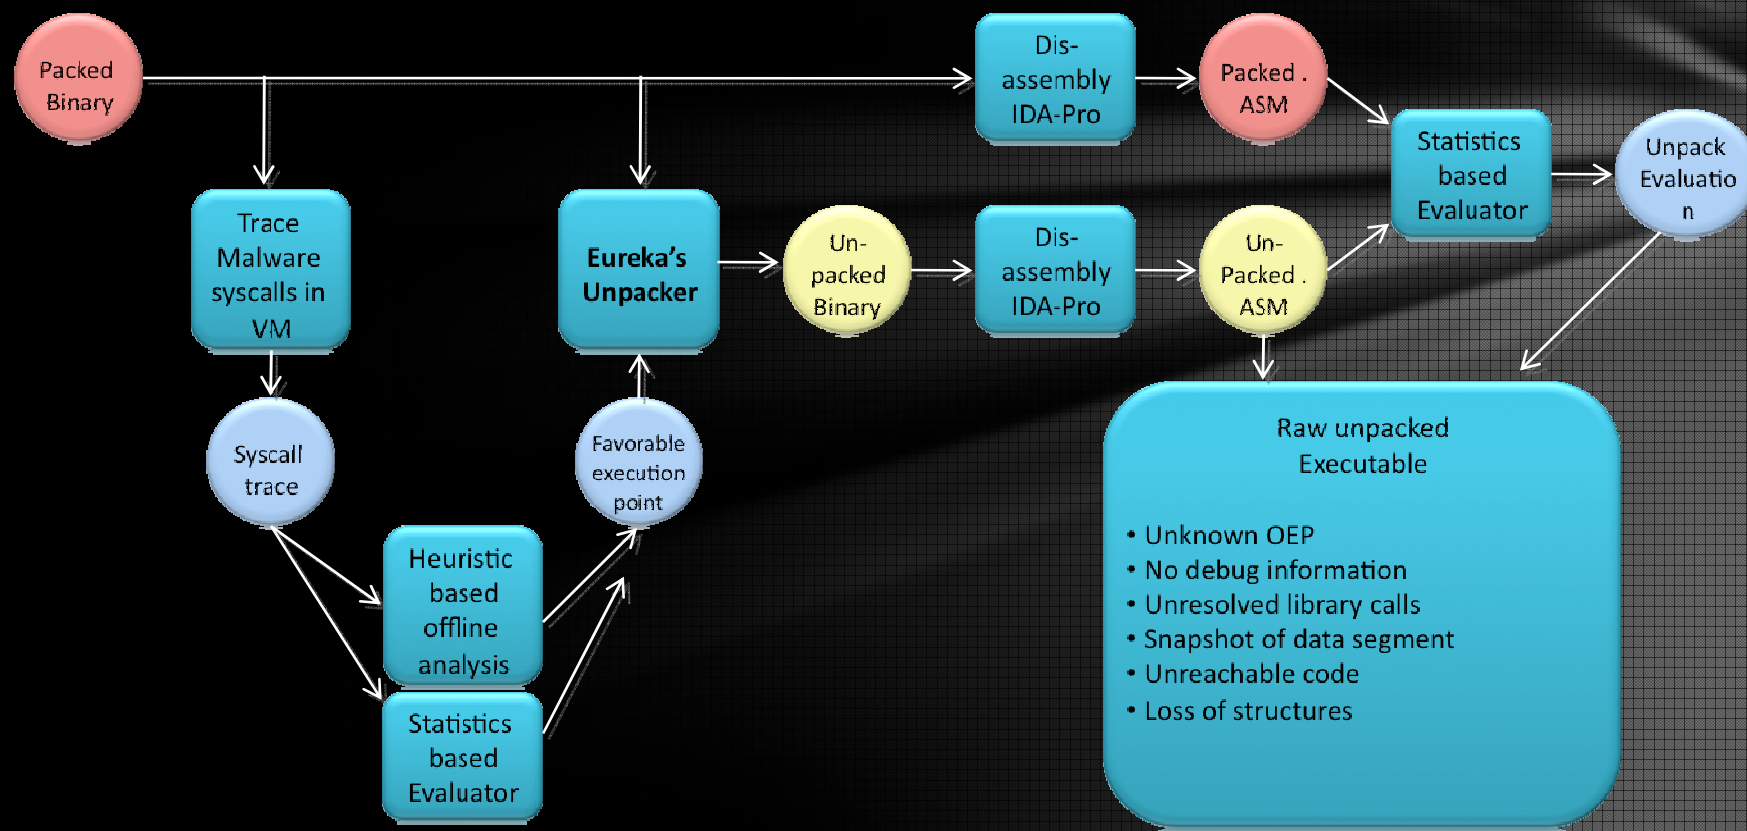 Packed
Binary
Dis-
assembly
IDA-Pro
Packed .
ASM
Statistics
based
Evaluator
Unpack
Evaluatio
n
Trace
Malware
syscalls in
VM
Eureka’s
Unpacker
Un-
packed
Binary
Dis-
assembly
IDA-Pro
Un-
Packed .
ASM
Syscall
trace
Favorable
execution
point
Heuristic
based
offline
analysis
Statistics
based
Evaluator
Raw unpacked
Executable
• Unknown OEP
• No debug information
• Unresolved library calls
• Snapshot of data segment
• Unreachable code
• Loss of structures